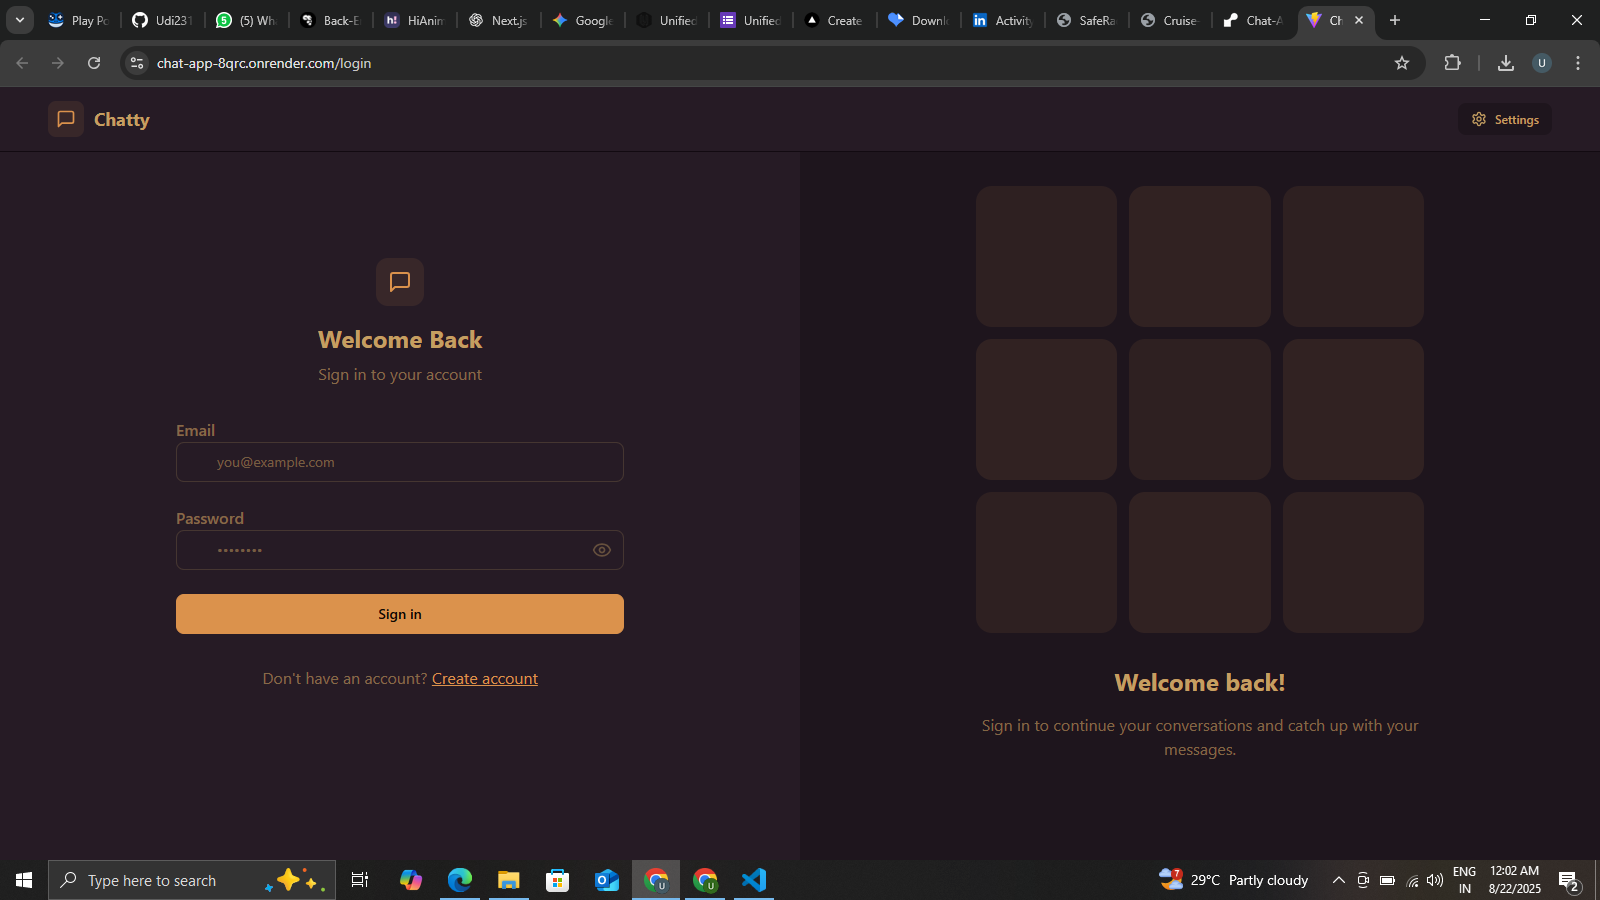 Play Po
Udi231
(5) Wh
Back-E
HiAnim
Next.js
Google
Unified
Unified
Create
Downl
Activity
SafeRa
Cruise-
Chat-A
Ch
chat-app-8qrc.onrender.com/login
U
Chatty
Settings
Welcome Back
Sign in to your account
Email
you@example.com
Password
Sign in
Don't have an account? Create account
Welcome back!
Sign in to continue your conversations and catch up with your
messages.
Type here to search
7
29°C Partly cloudy
ENG
IN
12:02 AM
8/22/2025
2